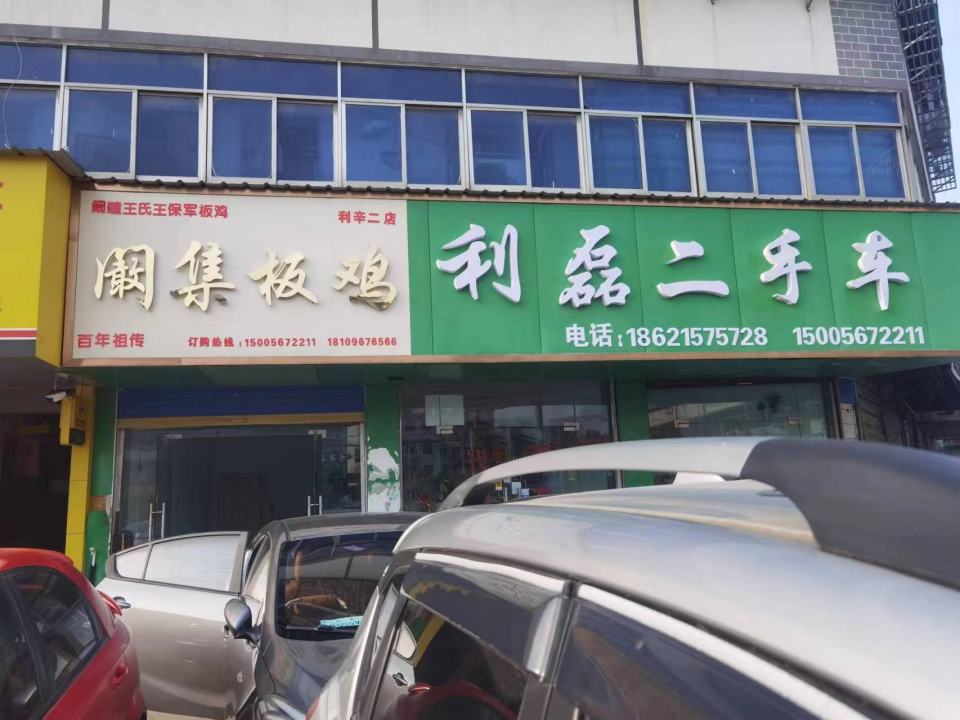 阚疃王氏王保军板鸡
利辛二店
阚集板鸡
百年祖传
订购热线:15005672211 18109676566
利磊二手车
电话:18621575728 15005672211